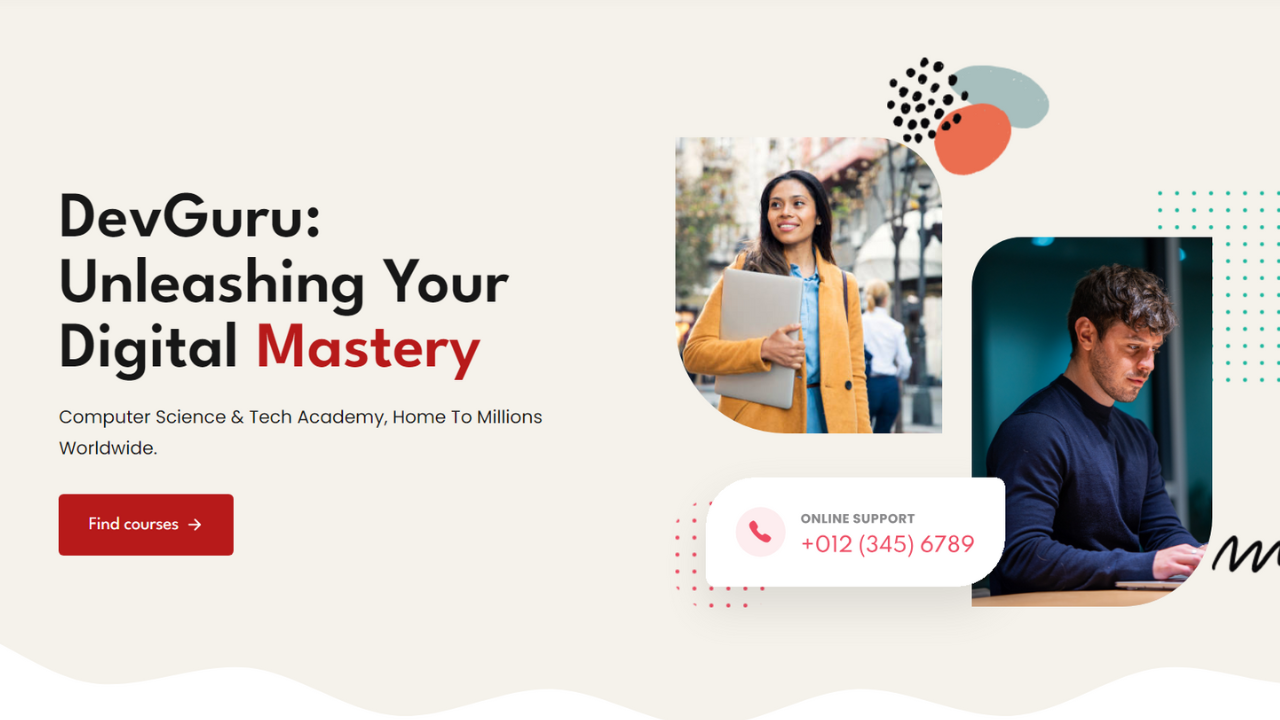 DevGuru:
Unleashing Your
Digital Mastery
Computer Science & Tech Academy, Home To Millions
Worldwide.
Find courses →
ONLINE SUPPORT
+012 (345) 6789